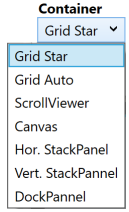 Container
Grid Star
Grid Star
Grid Auto
ScrollViewer
Canvas
Hor. StackPanel
Vert. StackPannel
DockPannel